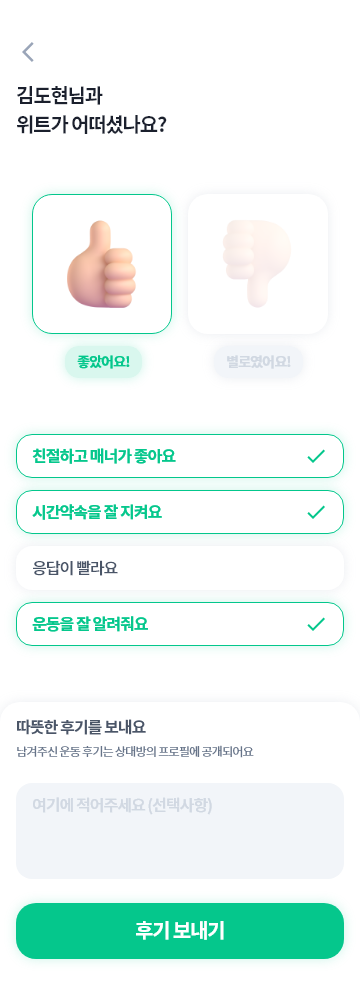 김도현님과
위트가 어떠셨나요?
좋았어요!
별로였어요!
친절하고 매너가 좋아요
시간약속을 잘 지켜요
응답이 빨라요
운동을 잘 알려줘요
따뜻한 후기를 보내요
남겨주신 운동 후기는 상대방의 프로필에 공개되어요
여기에 적어주세요 (선택사항)
후기 보내기